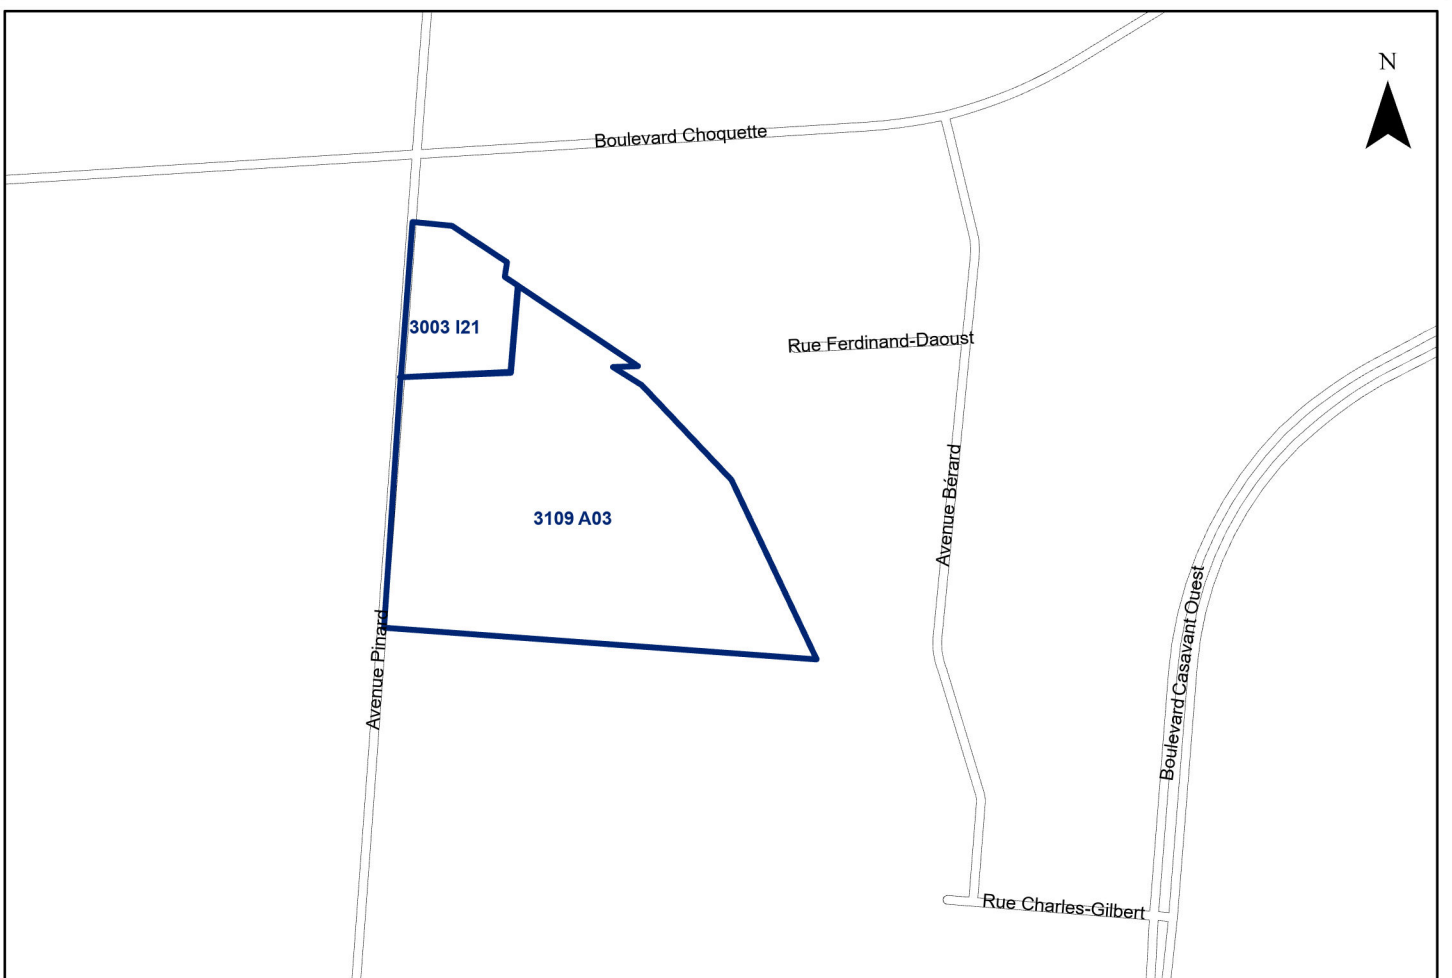 N
Boulevard Choquette
3003 I21
Rue Ferdinand-Daoust
3109 A03
Avenue Bérard
Avenue Pinard
Boulevard Casavant Ouest
Rue Charles-Gilbert